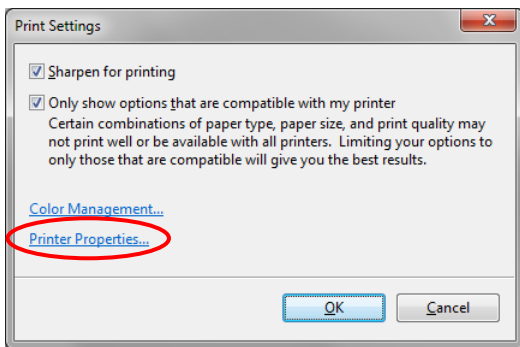 Print Settings
Sharpen for printing
Only show options that are compatible with my printer
Certain combinations of paper type, paper size, and print quality may
not print well or be available with all printers.  Limiting your options to
only those that are compatible will give you the best results.
Color Management...
Printer Properties...
OK
Cancel